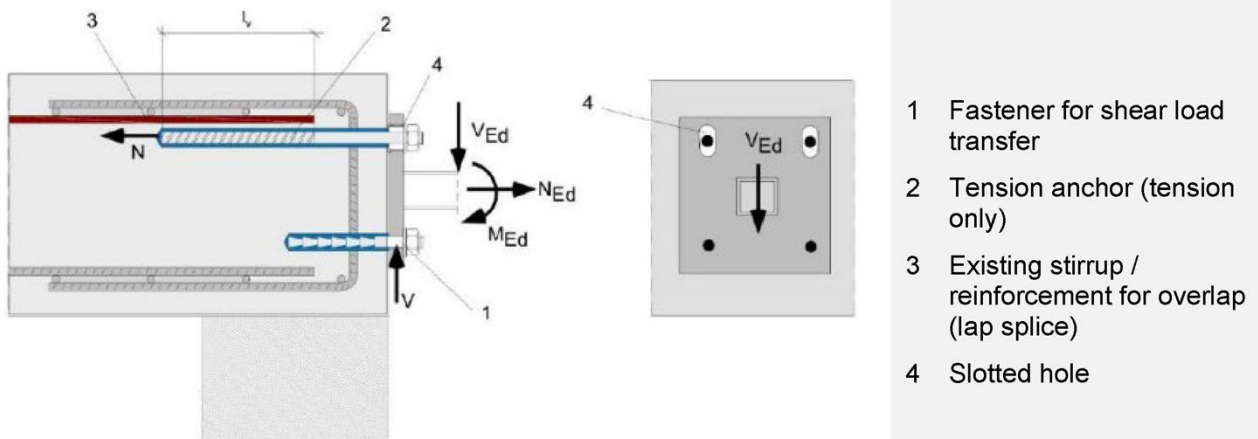 3
l_v
2
4
N
V_Ed
N_Ed
M_Ed
V
1
4
V_Ed
1 Fastener for shear load
transfer
2 Tension anchor (tension
only)
3 Existing stirrup /
reinforcement for overlap
(lap splice)
4 Slotted hole